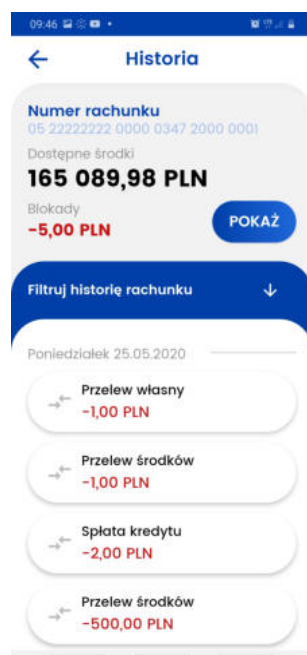 09:46
Historia
Numer rachunku
05 22222222 0000 0347 2000 0001
Dostępne środki
165 089,98 PLN
Blokady
-5,00 PLN
POKAŻ
Filtruj historię rachunku
Poniedziałek 25.05.2020
Przelew własny
-1,00 PLN
Przelew środków
-1,00 PLN
Spłata kredytu
-2,00 PLN
Przelew środków
-500,00 PLN